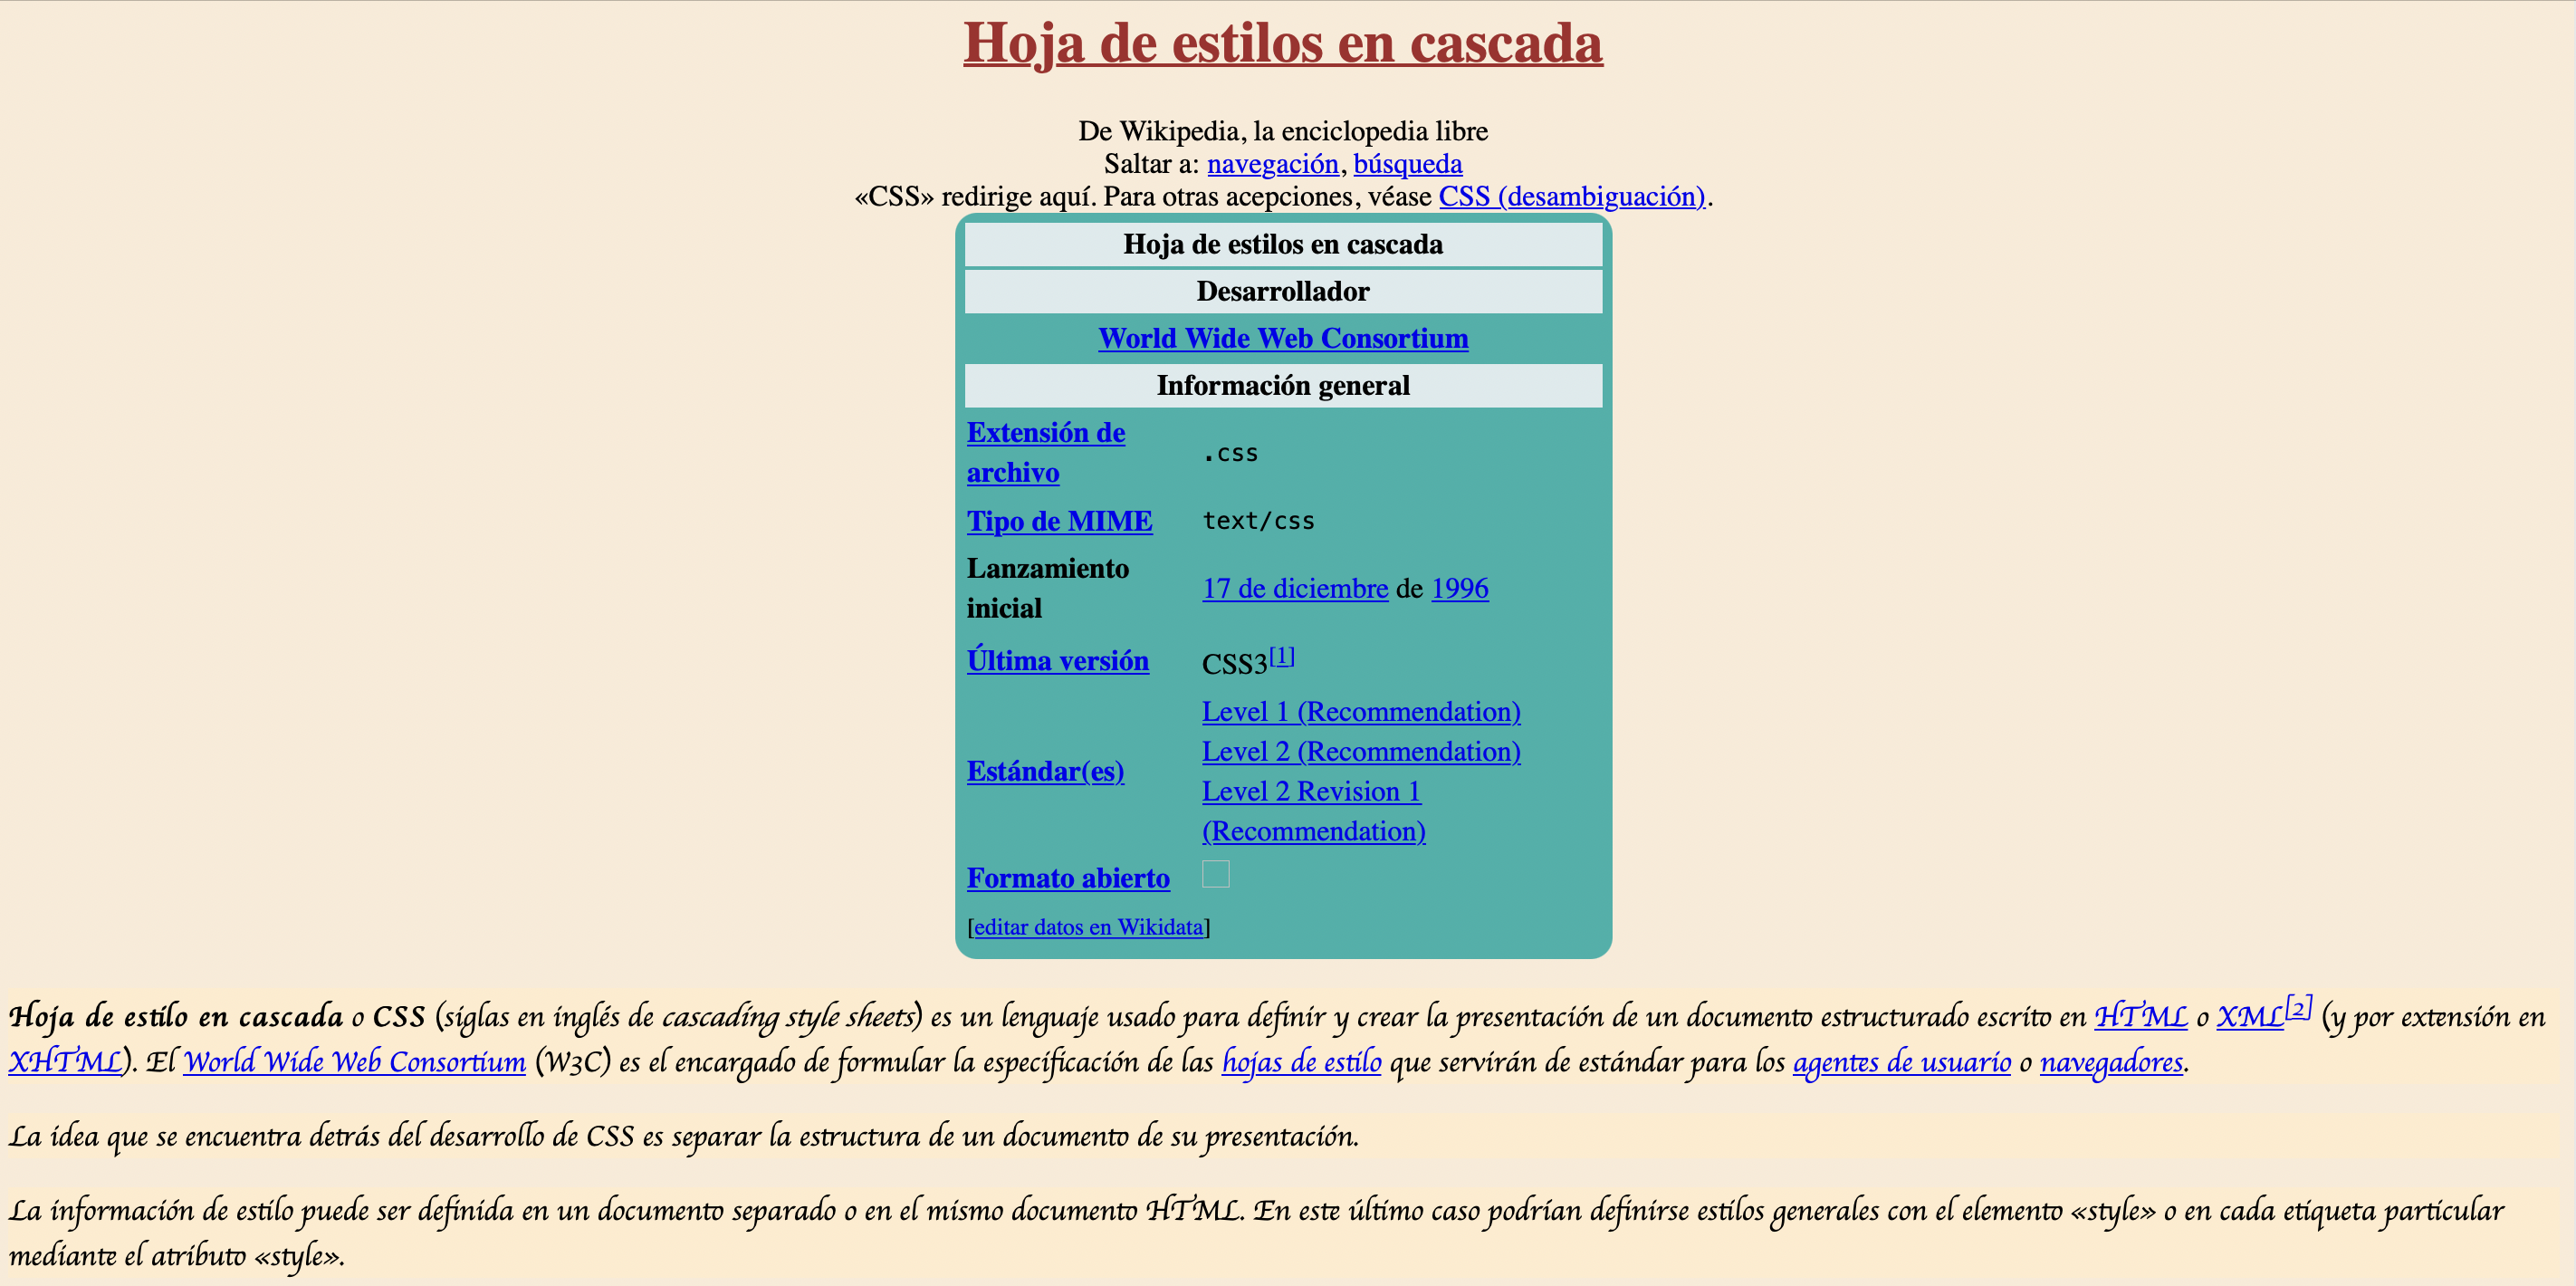 Hoja de estilos en cascada
De Wikipedia, la enciclopedia libre
Saltar a: navegación, búsqueda
«CSS» redirige aquí. Para otras acepciones, véase CSS (desambiguación).
Hoja de estilos en cascada
Desarrollador
World Wide Web Consortium
Información general
Extensión de
archivo
.css
Tipo de MIME
text/css
Lanzamiento
inicial
17 de diciembre de 1996
Última versión
CSS3[1]
Estándar(es)
Level 1 (Recommendation)
Level 2 (Recommendation)
Level 2 Revision 1
(Recommendation)
Formato abierto
[editar datos en Wikidata]
Hoja de estilo en cascada o CSS (siglas en inglés de cascading style sheets) es un lenguaje usado para definir y crear la presentación de un documento estructurado escrito en HTML o XML[2] (y por extensión en
XHTML). El World Wide Web Consortium (W3C) es el encargado de formular la especificación de las hojas de estilo que servirán de estándar para los agentes de usuario o navegadores.
La idea que se encuentra detrás del desarrollo de CSS es separar la estructura de un documento de su presentación.
La información de estilo puede ser definida en un documento separado o en el mismo documento HTML. En este último caso podrían definirse estilos generales con el elemento «style» o en cada etiqueta particular
mediante el atributo «style».